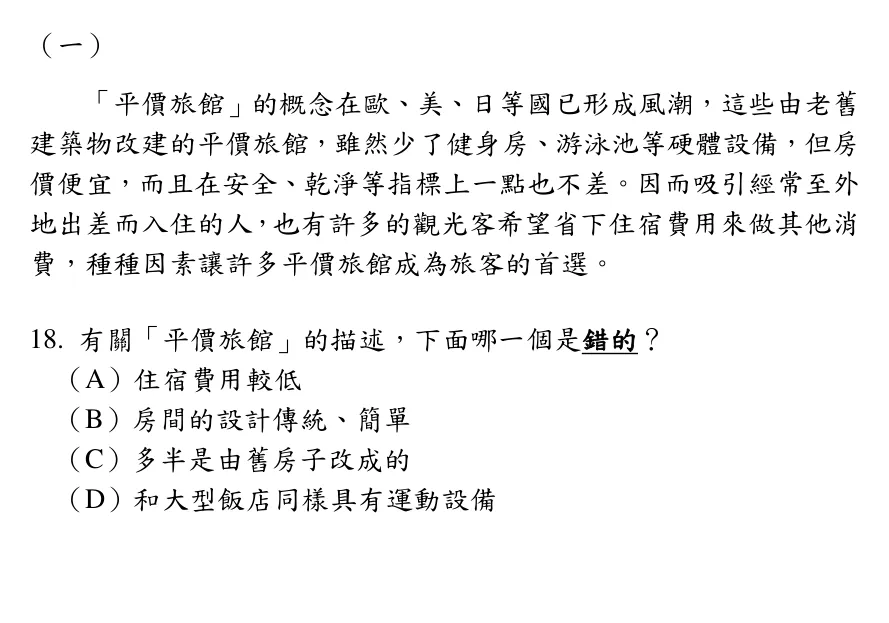 （一）
「平價旅館」的概念在歐、美、日等國已形成風潮，這些由老舊
建築物改建的平價旅館，雖然少了健身房、游泳池等硬體設備，但房
價便宜，而且在安全、乾淨等指標上一點也不差。因而吸引經常至外
地出差而入住的人，也有許多的觀光客希望省下住宿費用來做其他消
費，種種因素讓許多平價旅館成為旅客的首選。
18. 有關「平價旅館」的描述，下面哪一個是錯的？
（A）住宿費用較低
（B）房間的設計傳統、簡單
（C）多半是由舊房子改成的
（D）和大型飯店同樣具有運動設備